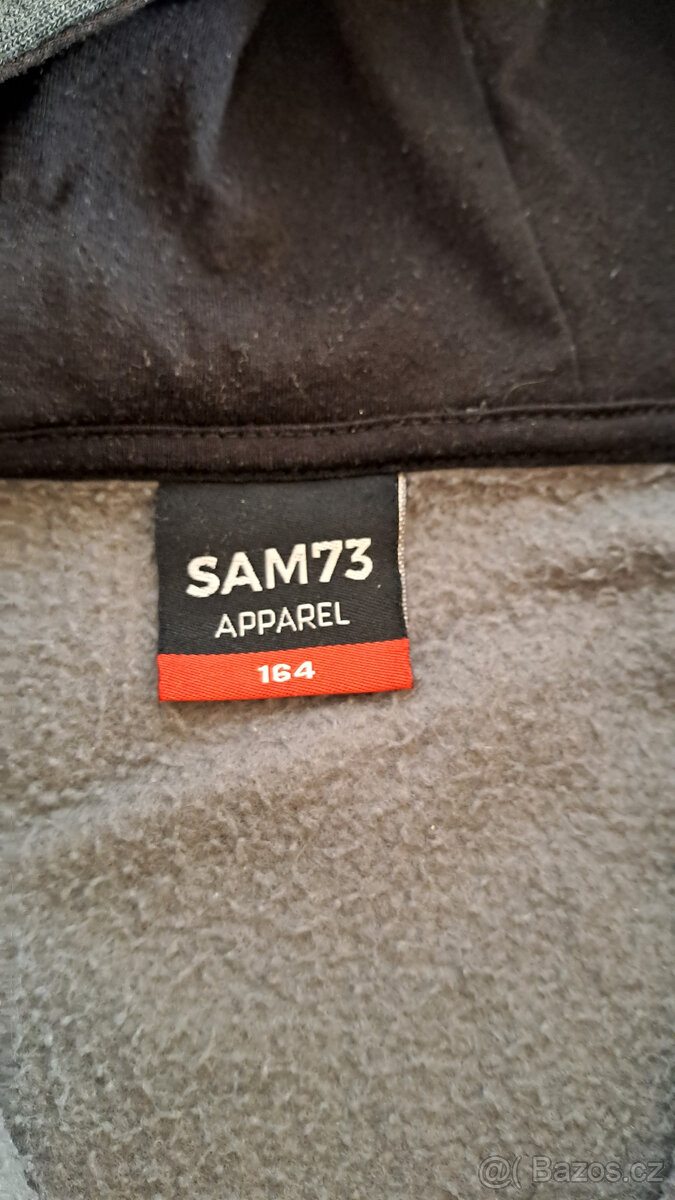 SAM73
APPAREL
164
@ Bazos.cz